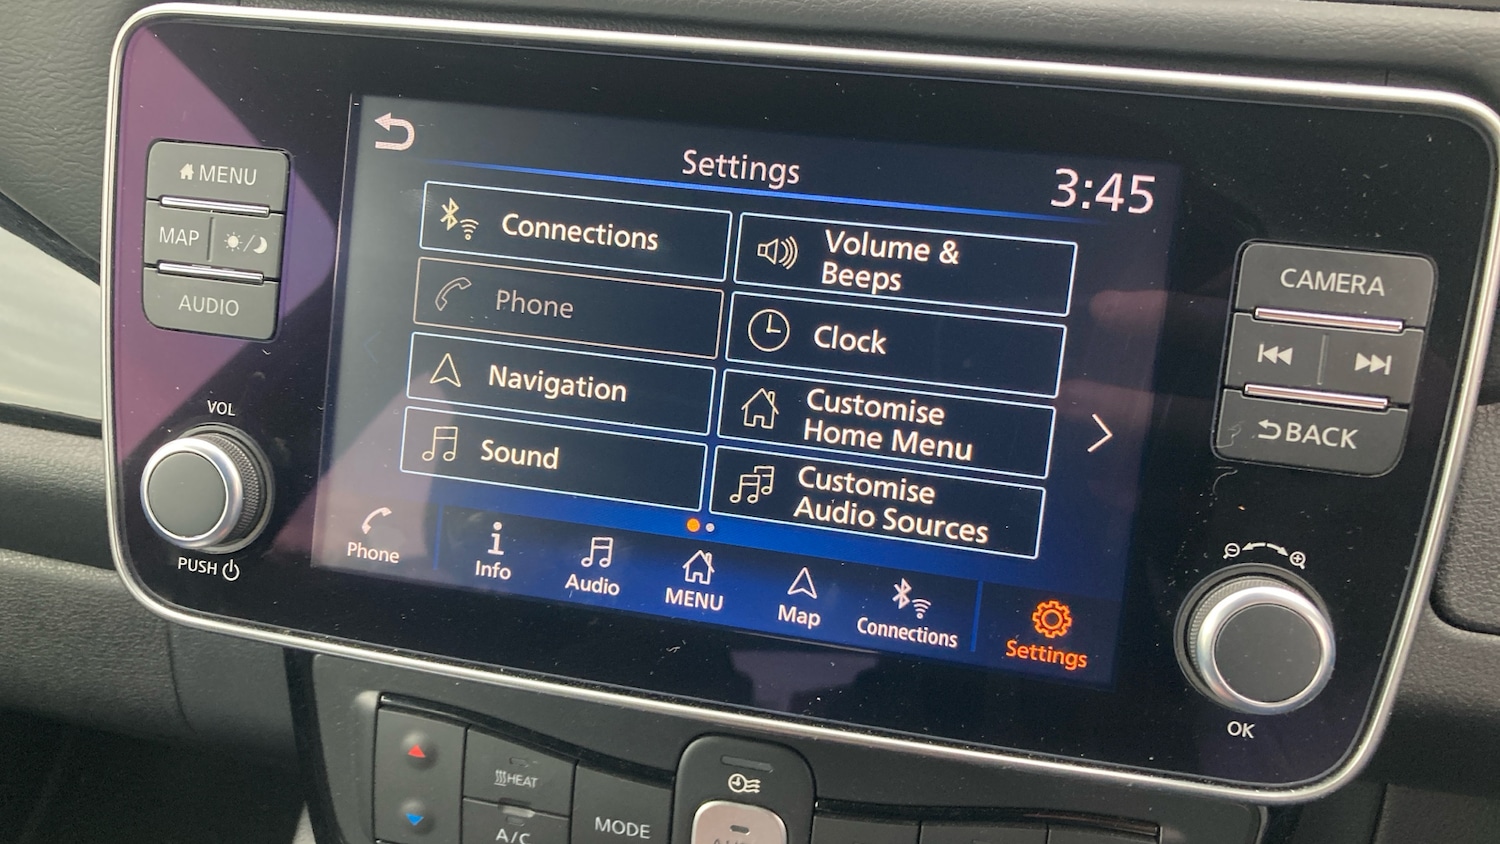 MENU
MAP
AUDIO
VOL
PUSH
Settings
3:45
Connections
Volume &
Beeps
Phone
Clock
Navigation
Customise
Home Menu
Sound
Customise
Audio Sources
Phone
Info
Audio
MENU
Map
Connections
Settings
CAMERA
BACK
OK
HEAT
A/C
MODE